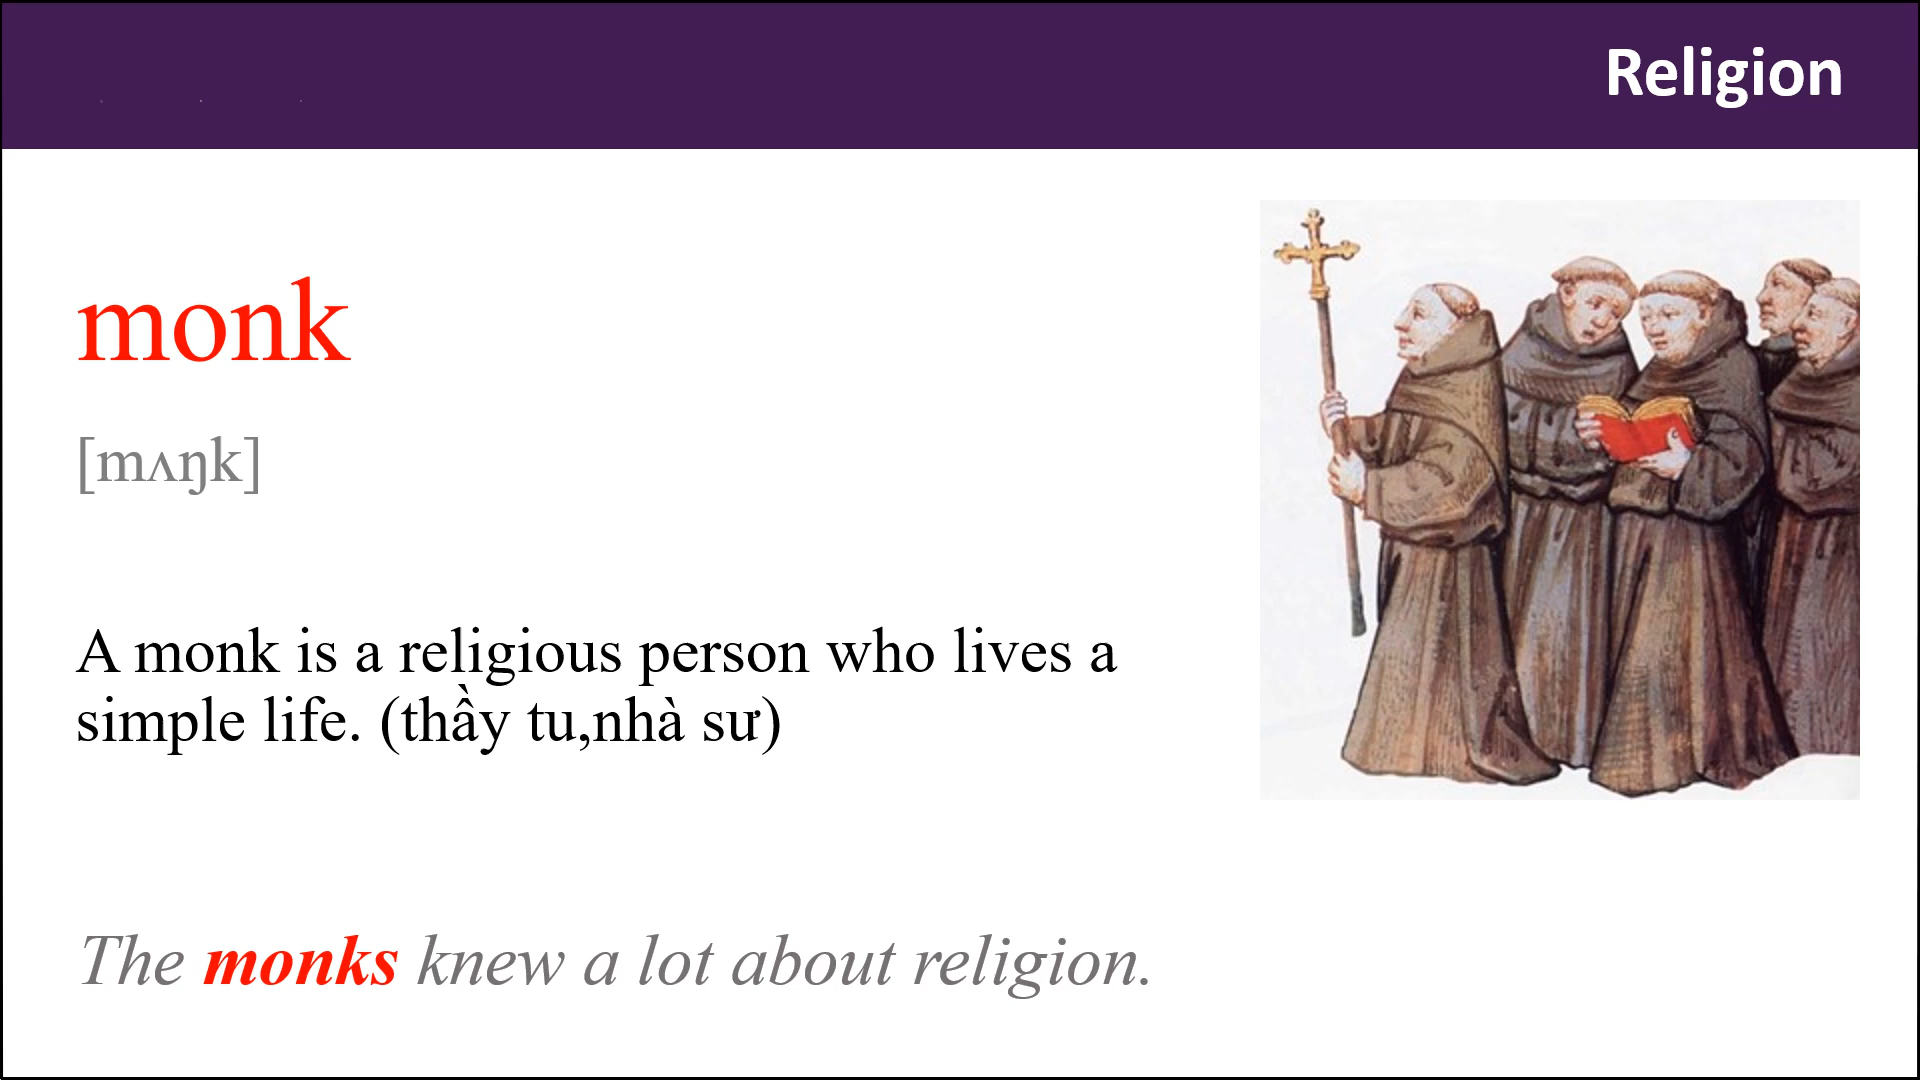 Religion
monk
[mʌŋk]
A monk is a religious person who lives a
simple life. (thầy tu,nhà sư)
The monks knew a lot about religion.